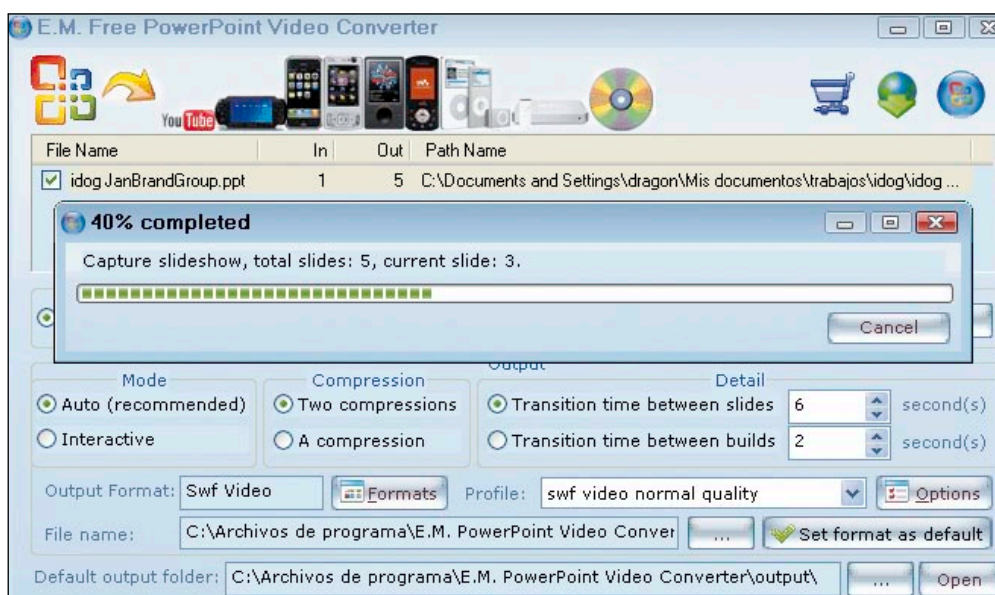 E.M. Free PowerPoint Video Converter
You Tube
File Name In Out Path Name
idog JanBrandGroup.ppt 1 5 C:\Documents and Settings\dragon\Mis documentos\trabajos\idog\idog ...
40% completed
Capture slideshow, total slides: 5, current slide: 3.
Cancel
Output
Mode Compression Detail
Auto (recommended) Two compressions Transition time between slides 6 second(s)
Interactive A compression Transition time between builds 2 second(s)
Output Format: Swf Video Formats Profile: swf video normal quality Options
File name: C:\Archivos de programa\E.M. PowerPoint Video Conver ... Set format as default
Default output folder: C:\Archivos de programa\E.M. PowerPoint Video Converter\output\ ... Open